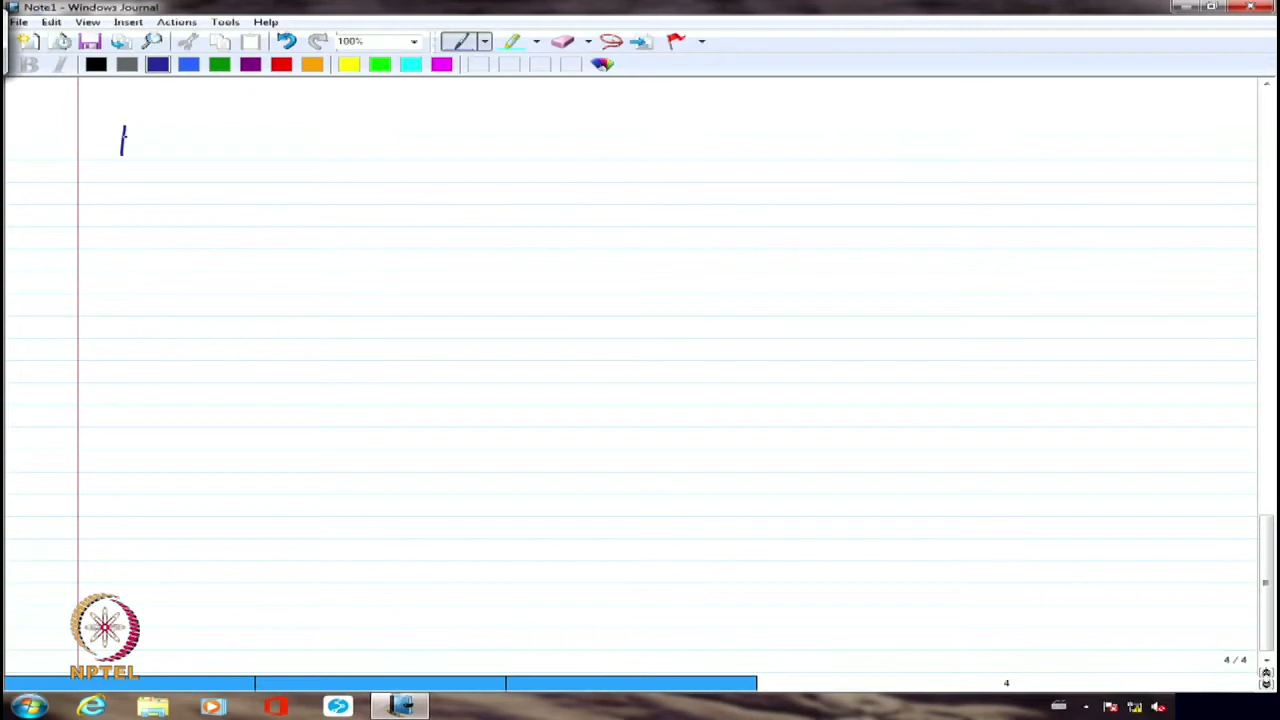 Note1 - Windows Journal
File Edit View Insert Actions Tools Help
100%
B I
NPTEL
4 / 4
4